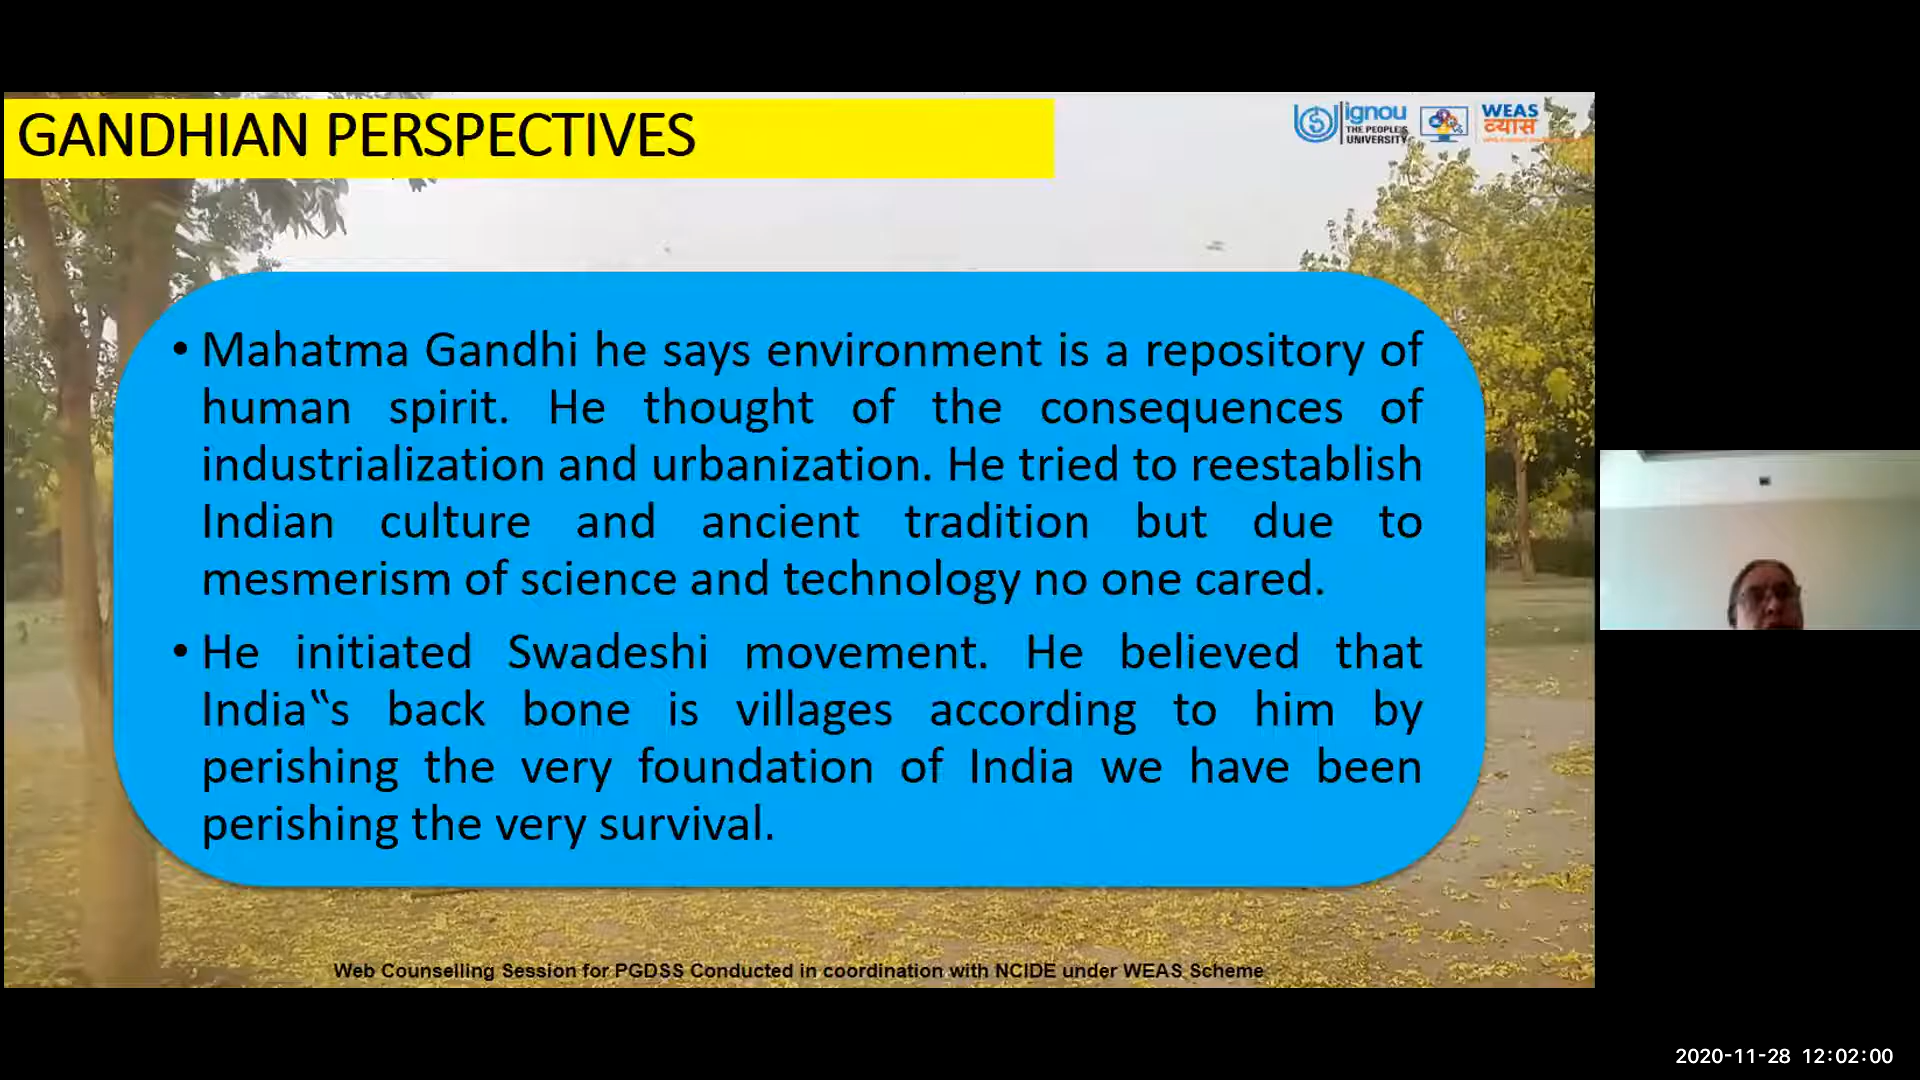 GANDHIAN PERSPECTIVES
ignou
THE PEOPLE'S
UNIVERSITY
WEAS
व्यास
• Mahatma Gandhi he says environment is a repository of
human spirit. He thought of the consequences of
industrialization and urbanization. He tried to reestablish
Indian culture and ancient tradition but due to
mesmerism of science and technology no one cared.
• He initiated Swadeshi movement. He believed that
India‟s back bone is villages according to him by
perishing the very foundation of India we have been
perishing the very survival.
Web Counselling Session for PGDSS Conducted in coordination with NCIDE under WEAS Scheme
2020-11-28 12:02:00